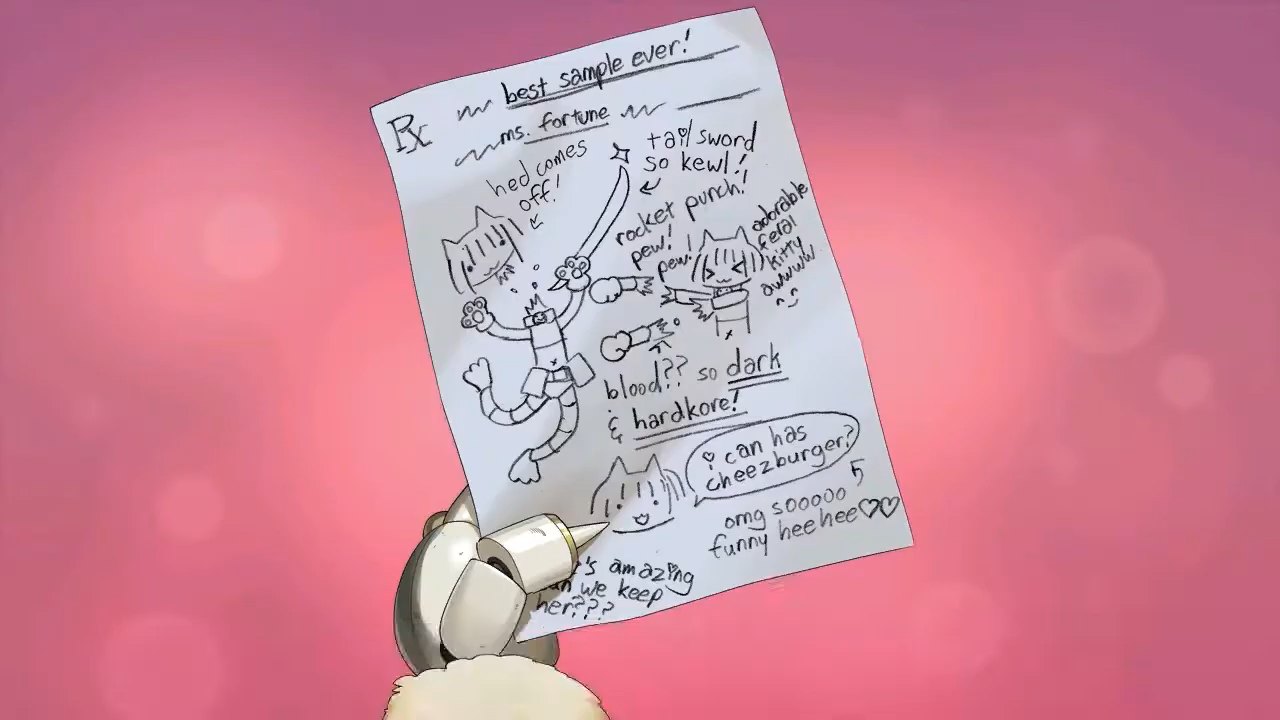 Rx
best sample ever!
ms. fortune
hed comes
off!
tail sword
so kewl!
rocket punch!
pew!
pew!
adorable
feral
kitty
awwww
blood?? so dark
& hardkore!
i can has
cheezburger?
omg sooooo
funny heehee♡♡
's amazing
we keep
her???